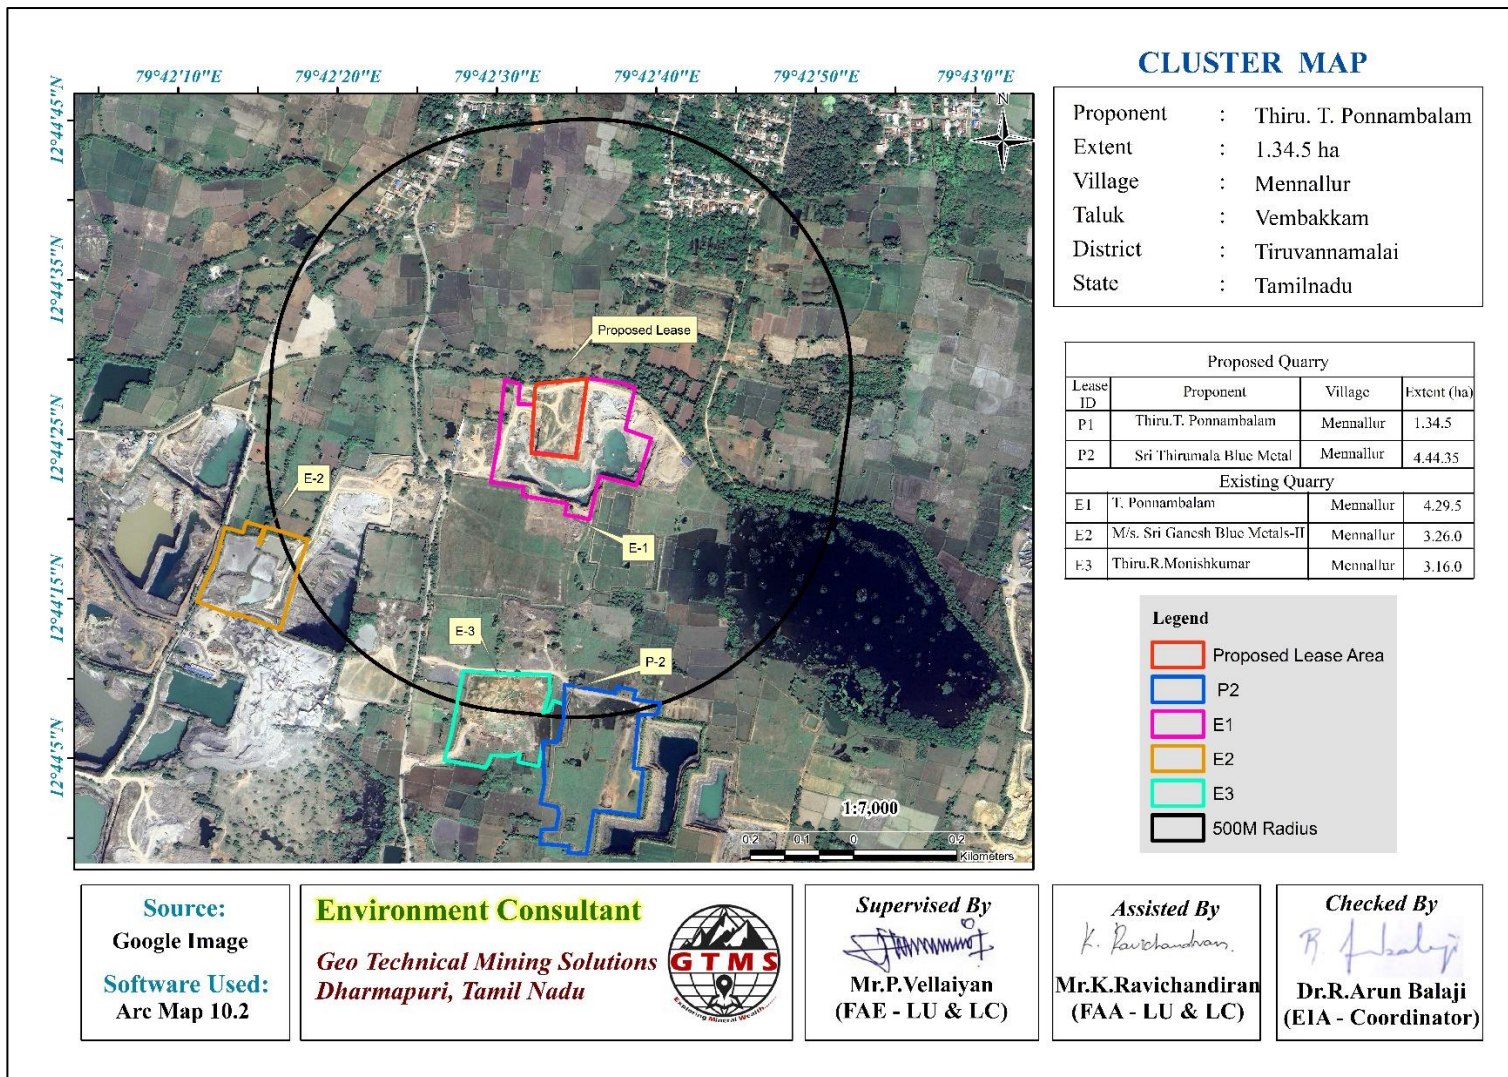 CLUSTER MAP
79°42'10"E 79°42'20"E 79°42'30"E 79°42'40"E 79°42'50"E 79°43'0"E
12°44'45"N
12°44'35"N
12°44'25"N
12°44'15"N
12°44'5"N
N
Proposed Lease
E-2
E-1
E-3
P-2
1:7,000
0.2 0.1 0 0.2
Kilometers
Proponent : Thiru. T. Ponnambalam
Extent : 1.34.5 ha
Village : Mennallur
Taluk : Vembakkam
District : Tiruvannamalai
State : Tamilnadu
Proposed Quarry
Lease ID Proponent Village Extent (ha)
P1 Thiru.T. Ponnambalam Mennallur 1.34.5
P2 Sri Thirumala Blue Metal Mennallur 4.44.35
Existing Quarry
E1 T. Ponnambalam Mennallur 4.29.5
E2 M/s. Sri Ganesh Blue Metals-II Mennallur 3.26.0
E3 Thiru.R.Monishkumar Mennallur 3.16.0
Legend
Proposed Lease Area
P2
E1
E2
E3
500M Radius
Source:
Google Image
Software Used:
Arc Map 10.2
Environment Consultant
Geo Technical Mining Solutions
Dharmapuri, Tamil Nadu
GTMS
Exploring Mineral Wealth......
Supervised By
Mr.P.Vellaiyan
(FAE - LU & LC)
Assisted By
K. Ravichandran.
Mr.K.Ravichandiran
(FAA - LU & LC)
Checked By
Dr.R.Arun Balaji
(EIA - Coordinator)